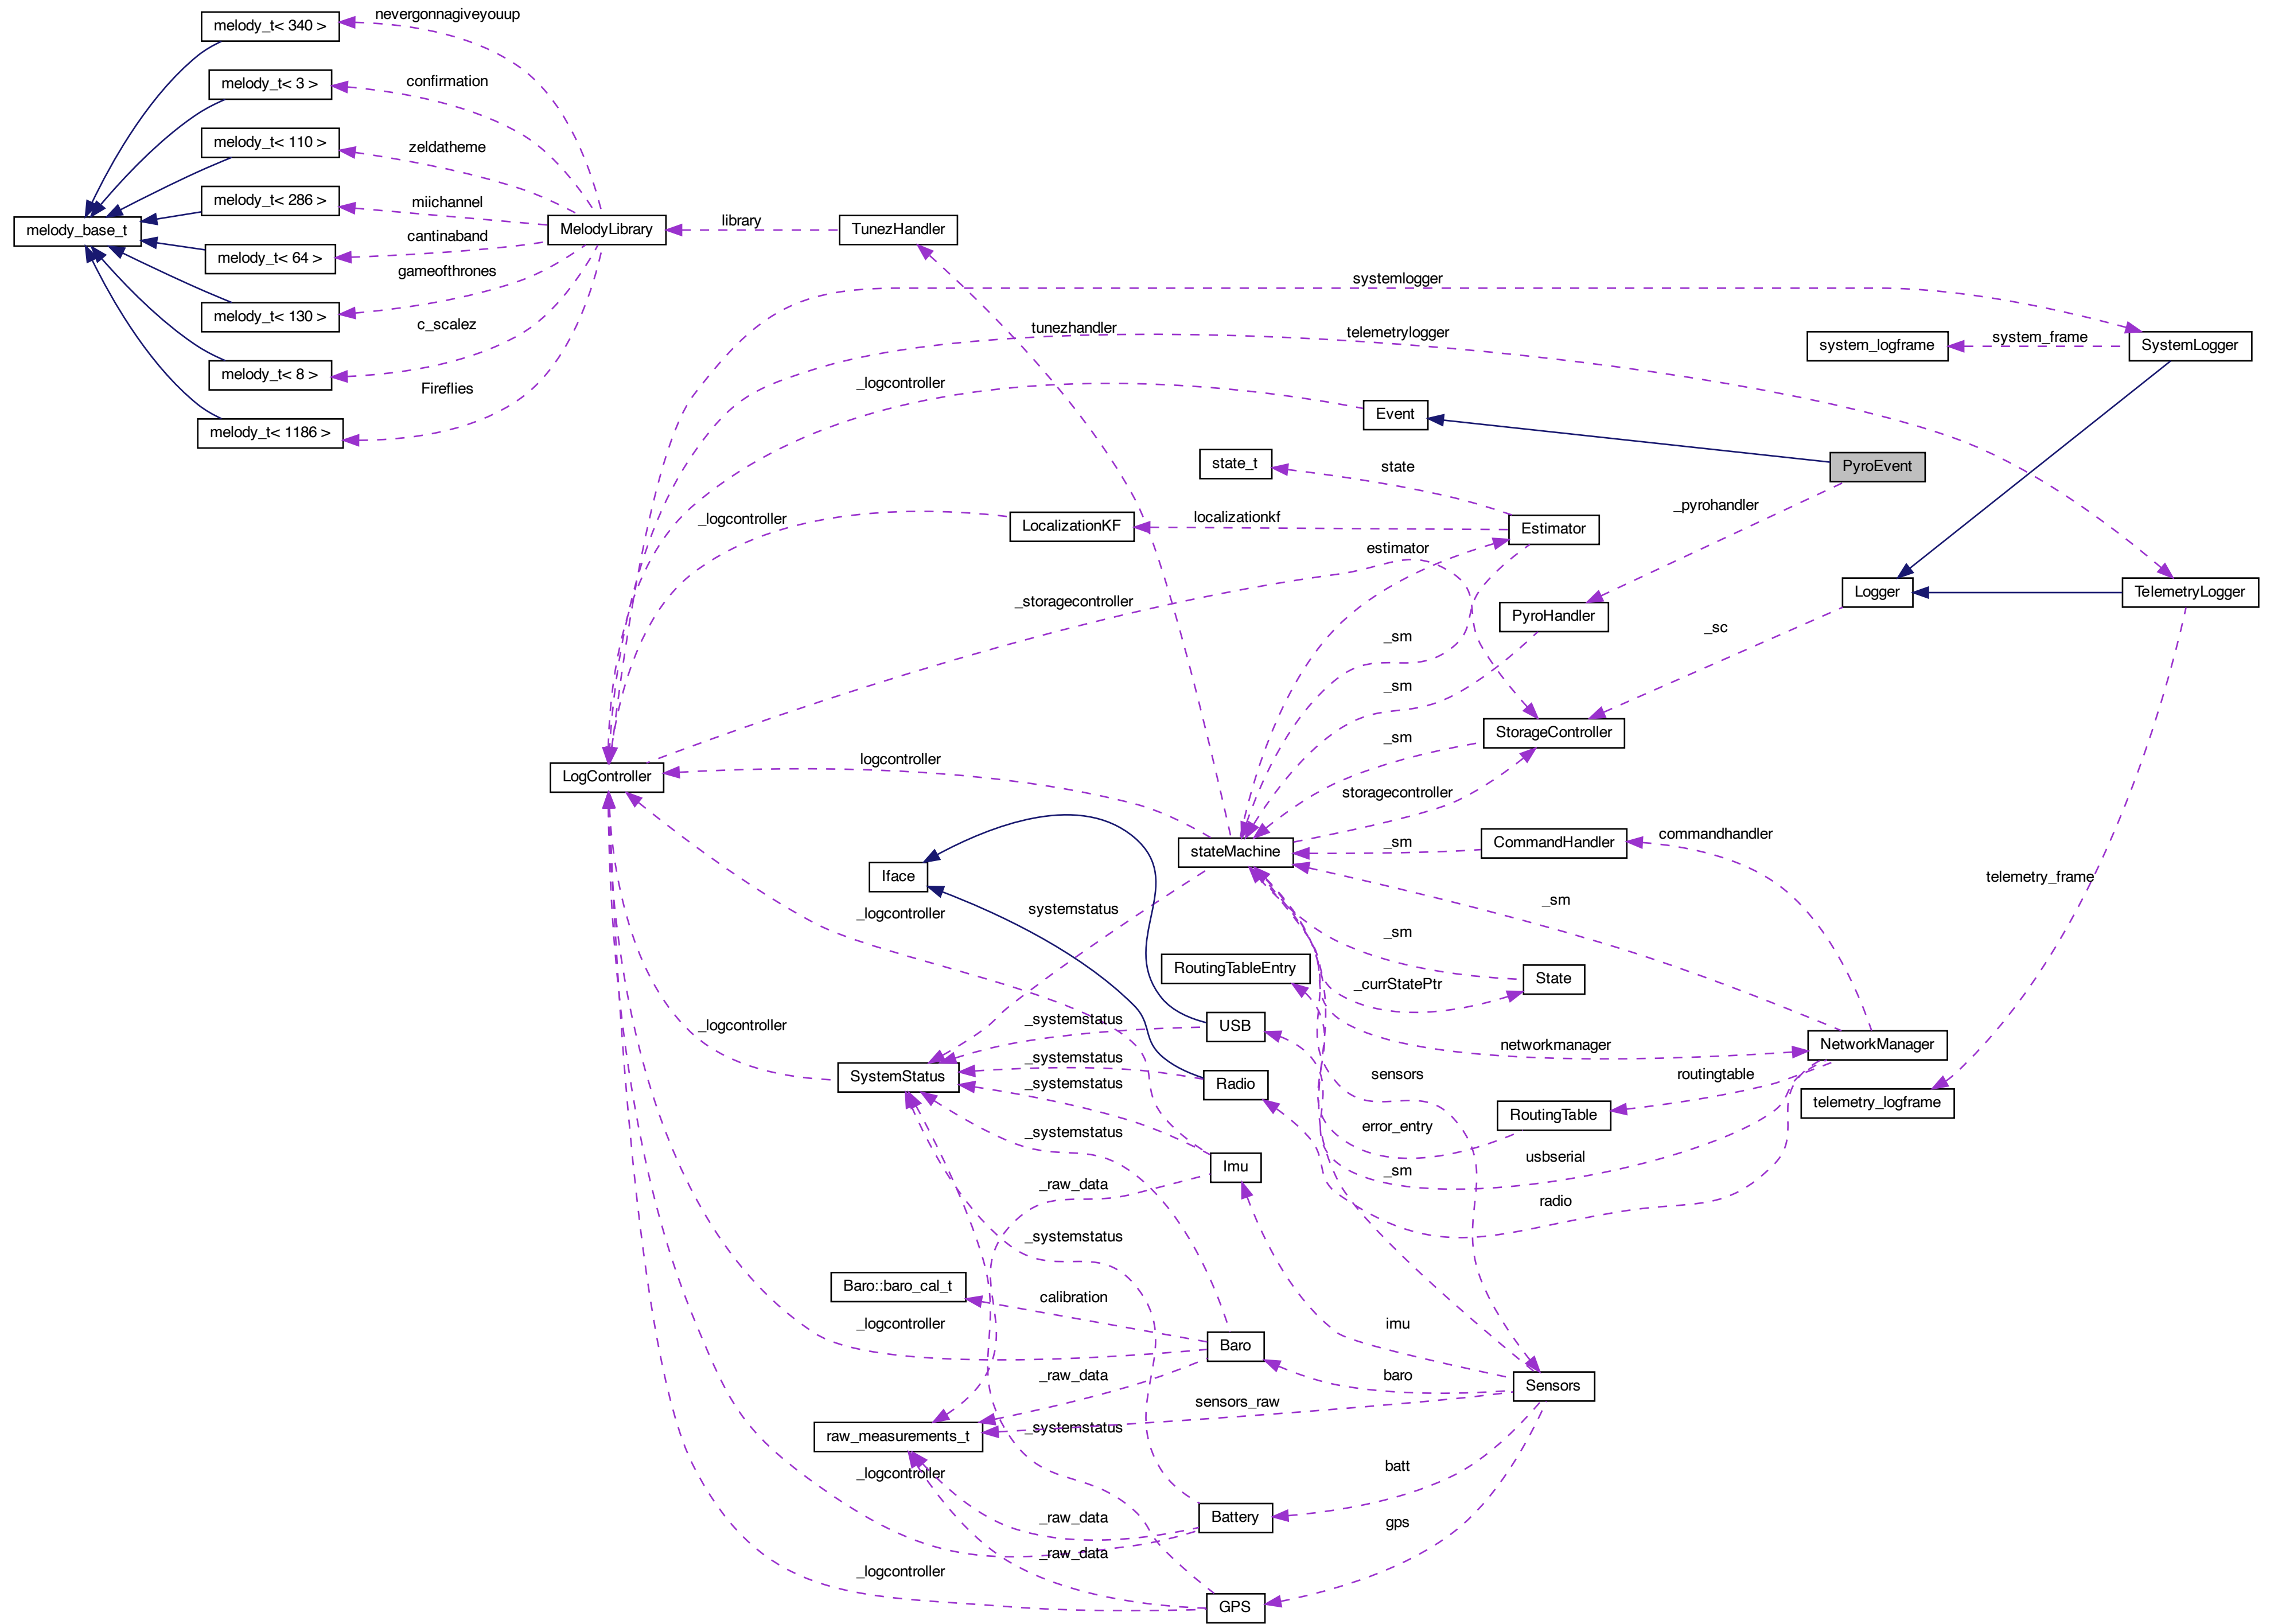 nevergonnagiveyouup
melody_t< 340 >
confirmation
melody_t< 3 >
melody_t< 110 >
zeldatheme
melody_t< 286 >
miichannel
melody_base_t
MelodyLibrary
library
TunezHandler
cantinaband
melody_t< 64 >
gameofthrones
systemlogger
melody_t< 130 >
c_scalez
tunezhandler
telemetrylogger
system_logframe
system_frame
SystemLogger
melody_t< 8 >
Fireflies
_logcontroller
Event
melody_t< 1186 >
state_t
state
PyroEvent
_pyrohandler
_logcontroller
LocalizationKF
localizationkf
Estimator
estimator
_storagecontroller
PyroHandler
Logger
TelemetryLogger
_sc
_sm
_sm
StorageController
_sm
LogController
logcontroller
storagecontroller
stateMachine
_sm
CommandHandler
commandhandler
Iface
telemetry_frame
_logcontroller
systemstatus
_sm
_sm
RoutingTableEntry
_currStatePtr
State
_logcontroller
_systemstatus
USB
networkmanager
NetworkManager
SystemStatus
_systemstatus
_systemstatus
Radio
sensors
routingtable
telemetry_logframe
RoutingTable
_systemstatus
error_entry
Imu
_sm
usbserial
_raw_data
radio
_systemstatus
Baro::baro_cal_t
calibration
_logcontroller
Baro
imu
_raw_data
baro
Sensors
sensors_raw
raw_measurements_t
_systemstatus
_logcontroller
batt
_raw_data
Battery
gps
_raw_data
_logcontroller
GPS